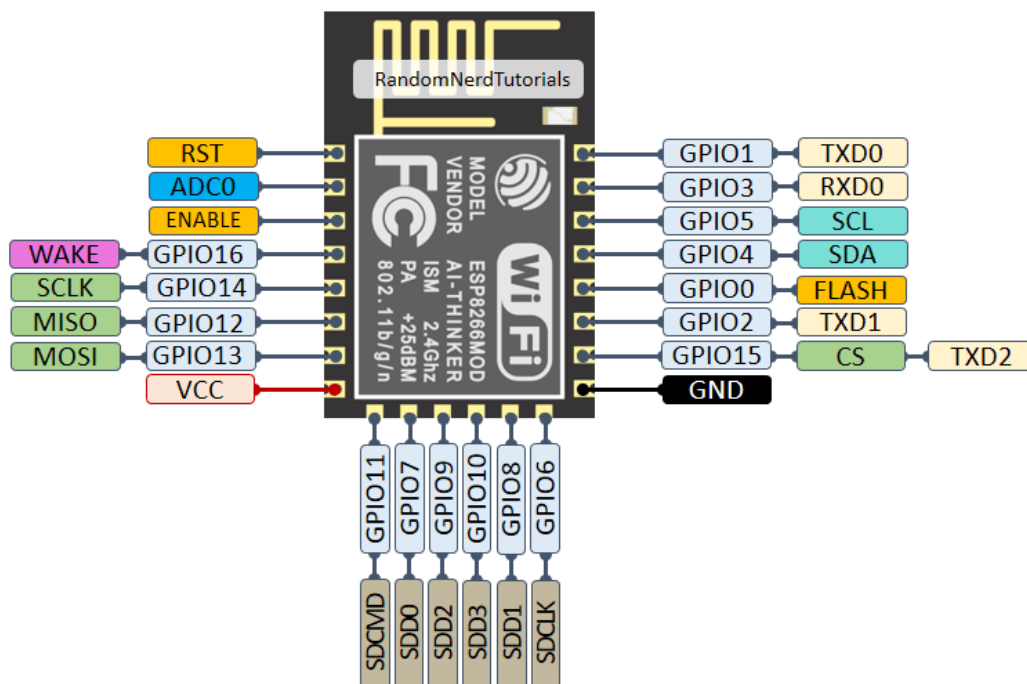 RandomNerdTutorials
RST
ADC0
ENABLE
WAKE GPIO16
SCLK GPIO14
MISO GPIO12
MOSI GPIO13
VCC
MODEL ESP8266MOD
VENDOR AI-THINKER
ISM 2.4Ghz
PA +25dBM
802.11b/g/n
FC
WiFi
GPIO1 TXD0
GPIO3 RXD0
GPIO5 SCL
GPIO4 SDA
GPIO0 FLASH
GPIO2 TXD1
GPIO15 CS TXD2
GND
GPIO11 SDCMD
GPIO7 SDD0
GPIO9 SDD2
GPIO10 SDD3
GPIO8 SDD1
GPIO6 SDCLK